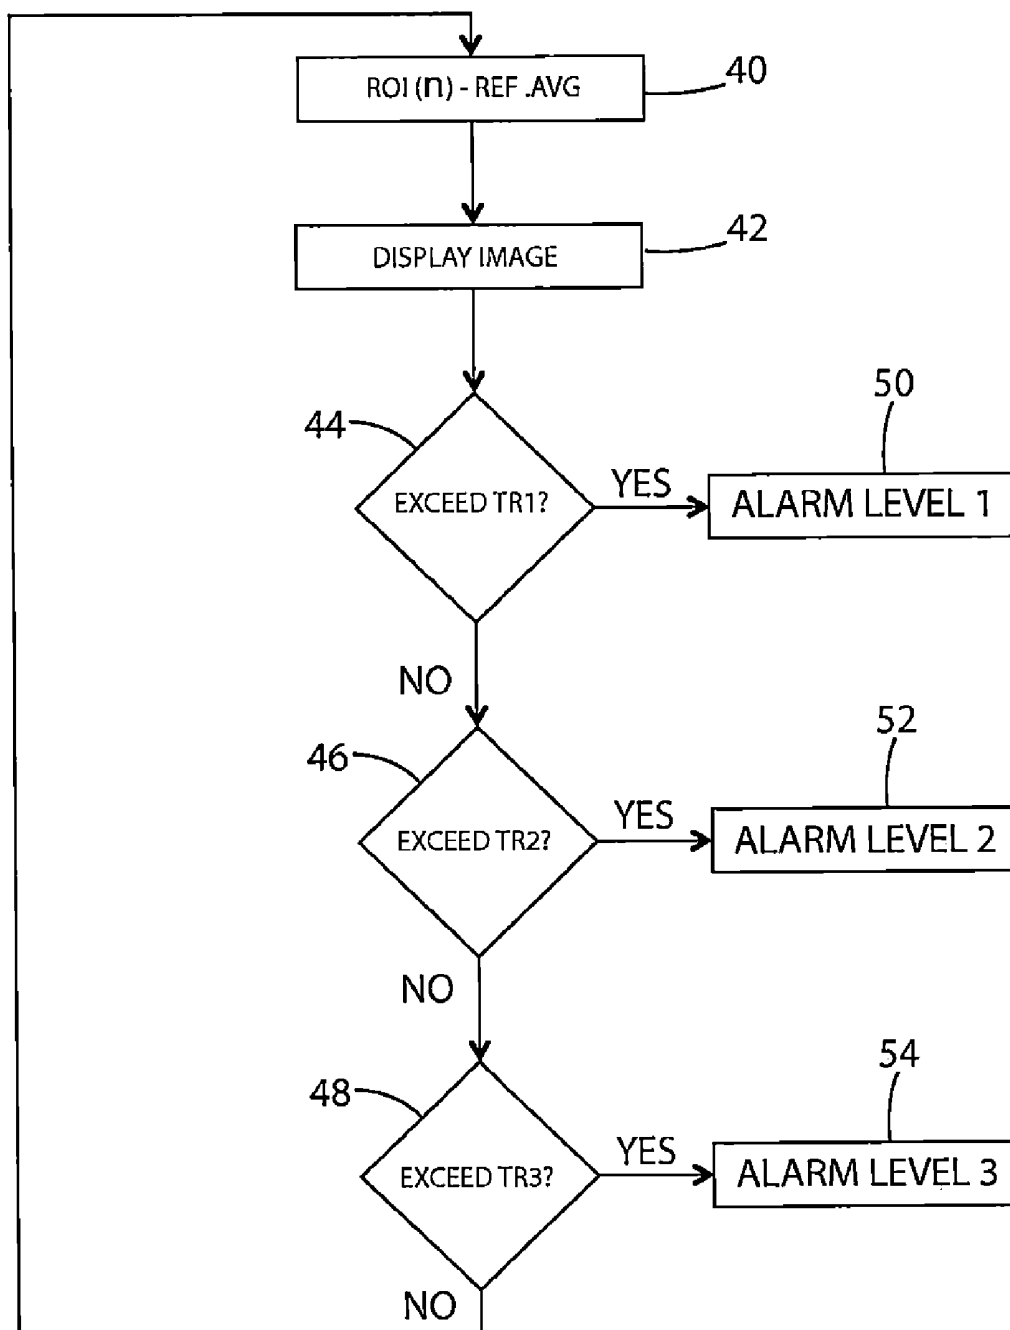 ROI (n) - REF .AVG
40
DISPLAY IMAGE
42
44
EXCEED TR1?
YES
50
ALARM LEVEL 1
NO
46
EXCEED TR2?
YES
52
ALARM LEVEL 2
NO
48
EXCEED TR3?
YES
54
ALARM LEVEL 3
NO